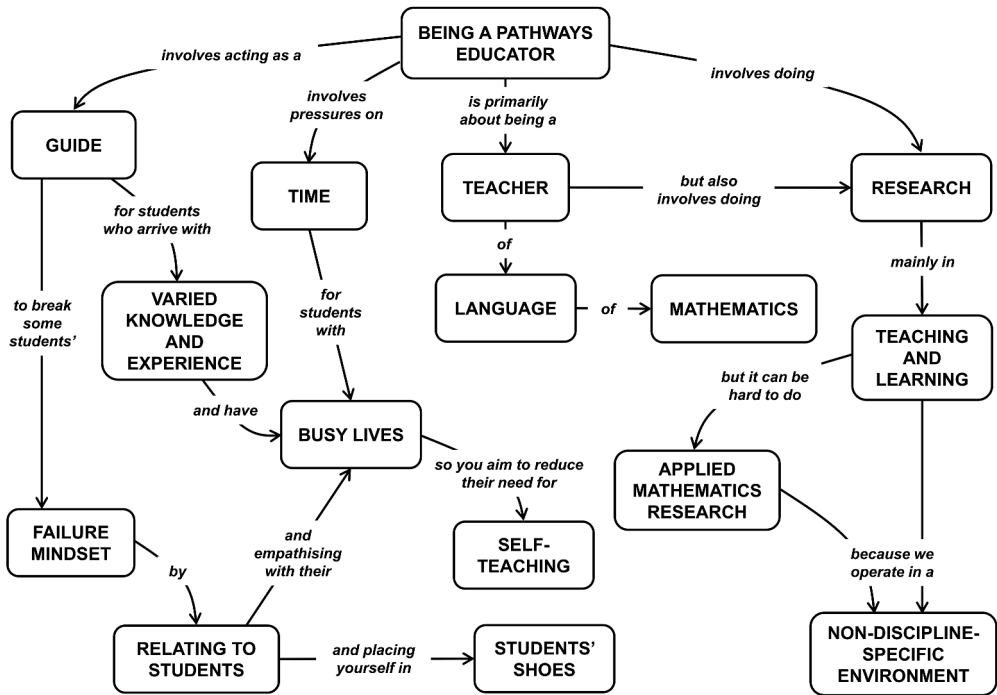 BEING A PATHWAYS
EDUCATOR
involves acting as a
involves
pressures on
is primarily
about being a
involves doing
GUIDE
TIME
TEACHER
but also
involves doing
RESEARCH
for students
who arrive with
of
mainly in
to break
some
students’
VARIED
KNOWLEDGE
AND
EXPERIENCE
for
students
with
LANGUAGE
of
MATHEMATICS
TEACHING
AND
LEARNING
but it can be
hard to do
and have
BUSY LIVES
so you aim to reduce
their need for
APPLIED
MATHEMATICS
RESEARCH
FAILURE
MINDSET
and
empathising
with their
SELF-
TEACHING
because we
operate in a
by
RELATING TO
STUDENTS
and placing
yourself in
STUDENTS’
SHOES
NON-DISCIPLINE-
SPECIFIC
ENVIRONMENT